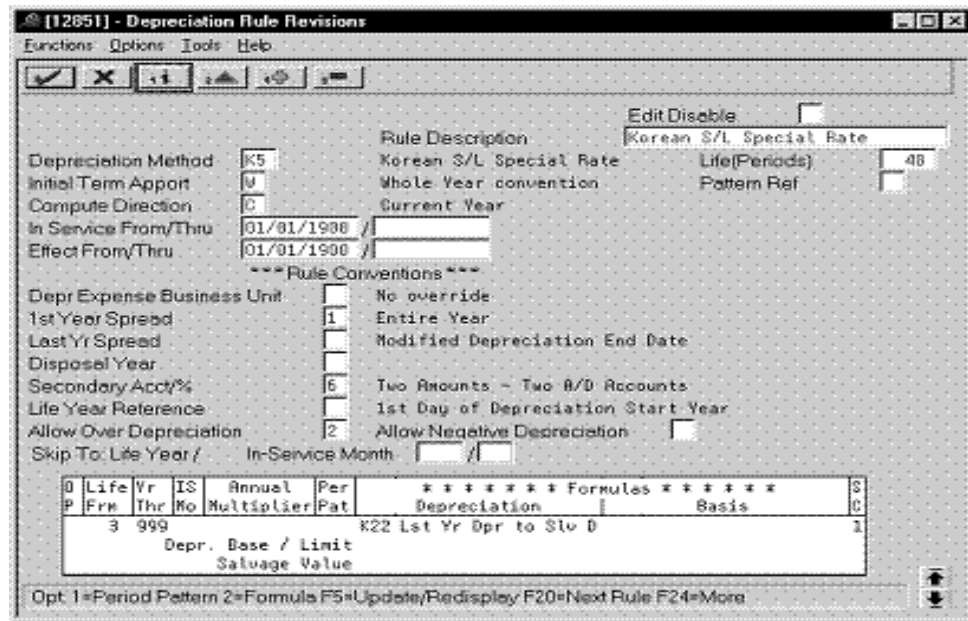 [12851] - Depreciation Rule Revisions
Functions Options Tools Help
Edit Disable
Rule Description Korean S/L Special Rate
Depreciation Method K5 Korean S/L Special Rate Life(Periods) 48
Initial Term Apport W Whole Year convention Pattern Ref
Compute Direction C Current Year
In Service From/Thru 01/01/1900 /
Effect From/Thru 01/01/1900 /
*** Rule Conventions ***
Depr Expense Business Unit No override
1st Year Spread 1 Entire Year
Last Yr Spread Modified Depreciation End Date
Disposal Year
Secondary Acct/% 6 Two Amounts - Two A/D Accounts
Life Year Reference 1st Day of Depreciation Start Year
Allow Over Depreciation 2 Allow Negative Depreciation
Skip To: Life Year / In-Service Month /
O Life Yr IS Annual Per * * * * * * * Formulas * * * * * * S
P Frm Thr Mo Multiplier Pat Depreciation | Basis C
3 999 K22 Lst Yr Dpr to Slv D 1
Depr. Base / Limit
Salvage Value
Opt: 1=Period Pattern 2=Formula F5=Update/Redisplay F20=Next Rule F24=More